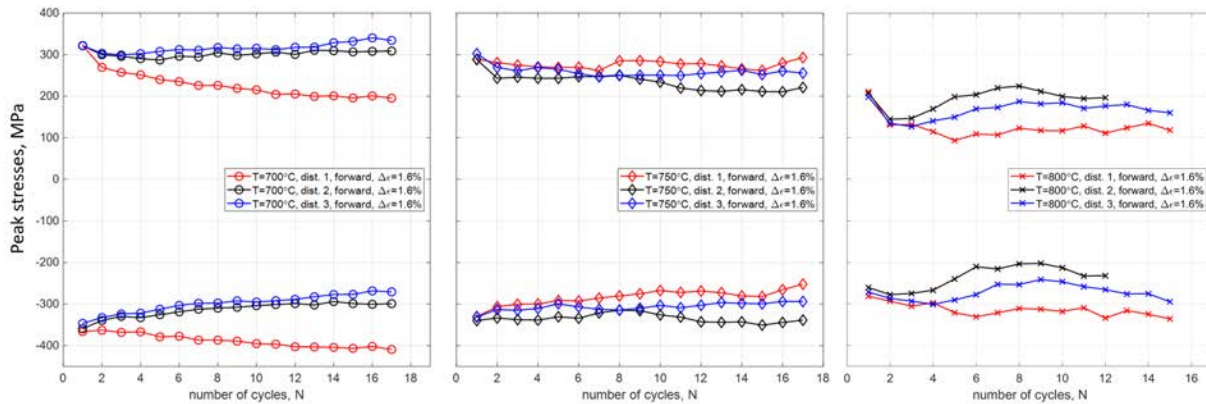 Peak stresses, MPa
400
300
200
100
0
-100
-200
-300
-400
T=700°C, dist. 1, forward, Δε=1.6%
T=700°C, dist. 2, forward, Δε=1.6%
T=700°C, dist. 3, forward, Δε=1.6%
0 2 4 6 8 10 12 14 16 18
number of cycles, N
T=750°C, dist. 1, forward, Δε=1.6%
T=750°C, dist. 2, forward, Δε=1.6%
T=750°C, dist. 3, forward, Δε=1.6%
0 2 4 6 8 10 12 14 16 18
number of cycles, N
T=800°C, dist. 1, forward, Δε=1.6%
T=800°C, dist. 2, forward, Δε=1.6%
T=800°C, dist. 3, forward, Δε=1.6%
0 2 4 6 8 10 12 14 16
number of cycles, N